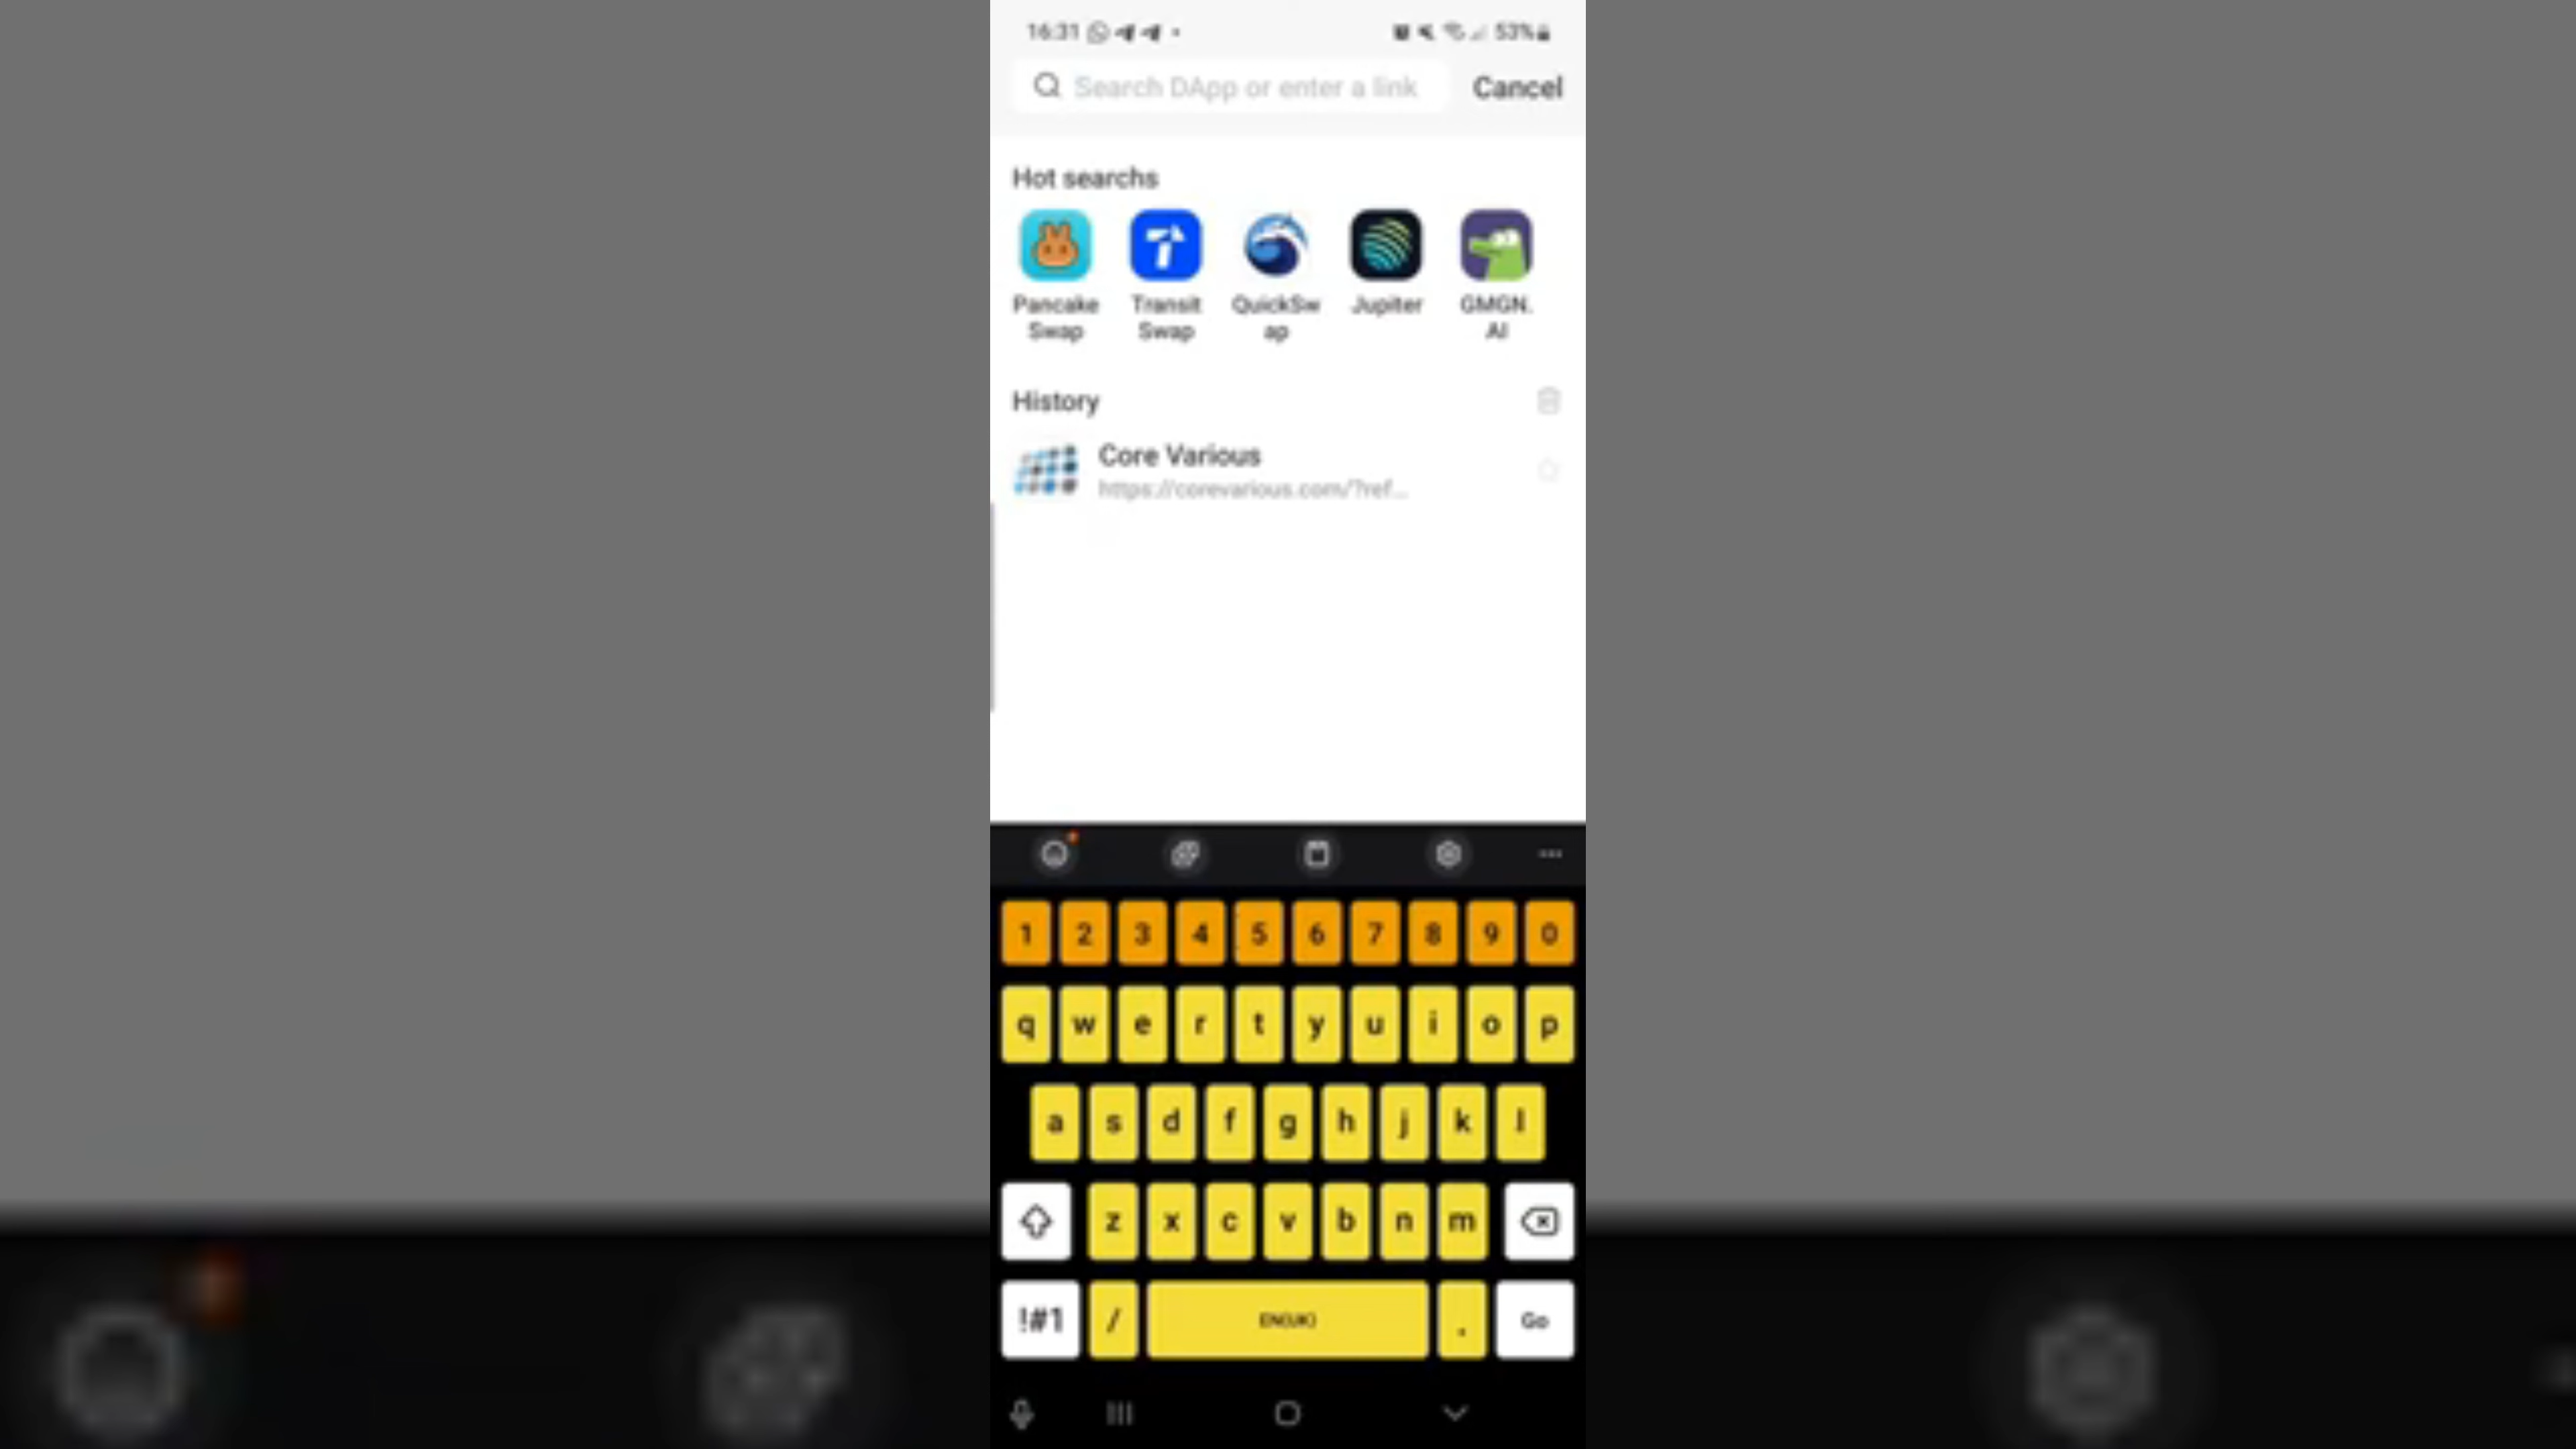 16:31
53%
Search DApp or enter a link
Cancel
Hot searchs
Pancake
Swap
Transit
Swap
QuickSw
ap
Jupiter
GMGN.
AI
History
Core Various
https://corevarious.com/?ref...
1 2 3 4 5 6 7 8 9 0
q w e r t y u i o p
a s d f g h j k l
z x c v b n m
!#1 / EN(UK) . Go